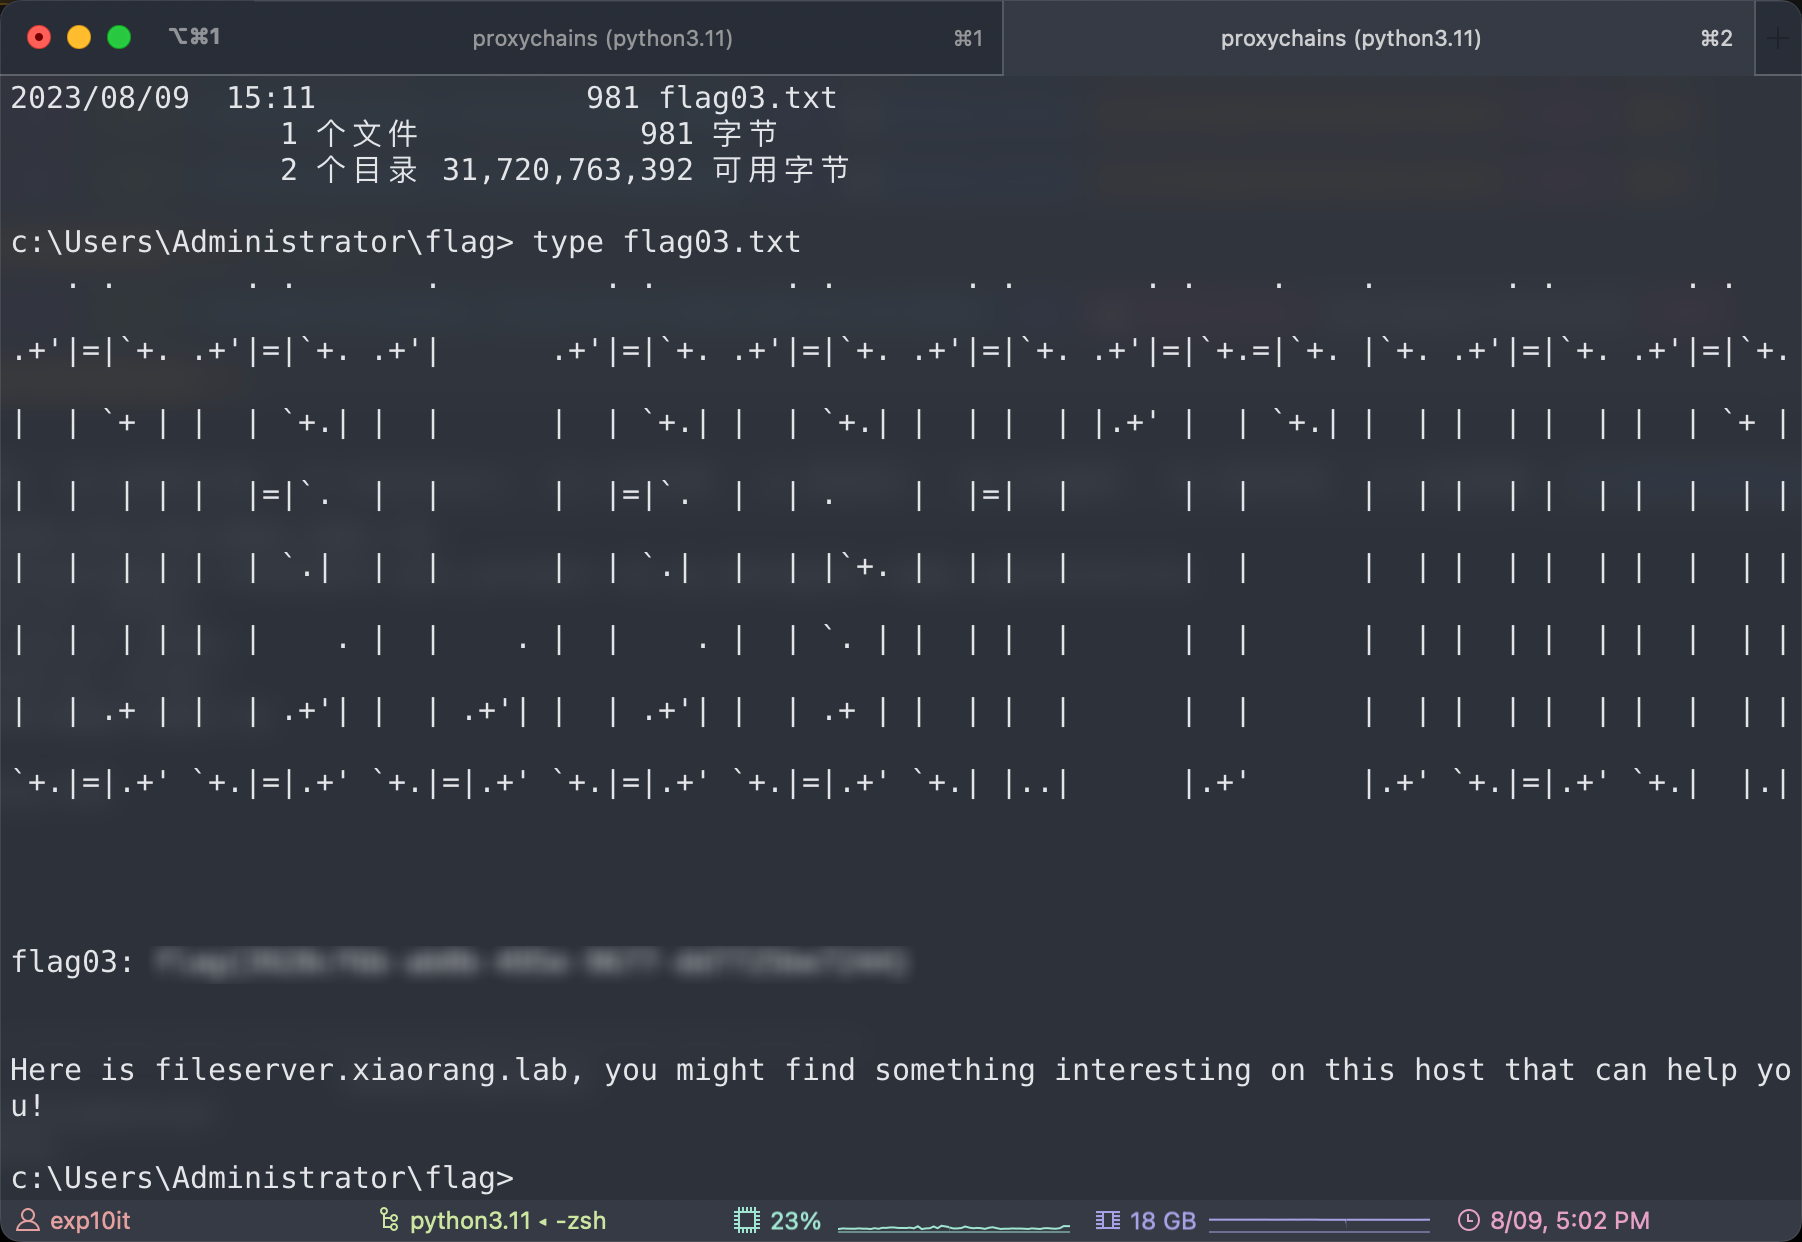 ⌥⌘1 proxychains (python3.11) ⌘1 proxychains (python3.11) ⌘2 +
2023/08/09  15:11               981 flag03.txt
               1 个文件            981 字节
               2 个目录 31,720,763,392 可用字节
c:\Users\Administrator\flag> type flag03.txt
   . .       . .       .         . .       . .       . .       . .    .    .       . .       . .
.+'|=|`+. .+'|=|`+. .+'|      .+'|=|`+. .+'|=|`+. .+'|=|`+. .+'|=|`+.=|`+. |`+. .+'|=|`+. .+'|=|`+.
|  | `+ | |  | `+.| |  |      |  | `+.| |  | `+.| |  | |  | |.+' |  | `+.| |  | |  | |  | |  | `+ |
|  |  | | |  |=|`.  |  |      |  |=|`.  |  | .    |  |=|  |      |  |      |  | |  | |  | |  |  | |
|  |  | | |  | `.|  |  |      |  | `.|  |  | |`+. |  | |  |      |  |      |  | |  | |  | |  |  | |
|  |  | | |  |    . |  |    . |  |    . |  | `. | |  | |  |      |  |      |  | |  | |  | |  |  | |
|  | .+ | |  | .+'| |  | .+'| |  | .+'| |  | .+ | |  | |  |      |  |      |  | |  | |  | |  |  | |
`+.|=|.+' `+.|=|.+' `+.|=|.+' `+.|=|.+' `+.|=|.+' `+.| |..|      |.+'      |.+' `+.|=|.+' `+.|  |.|
flag03:
Here is fileserver.xiaorang.lab, you might find something interesting on this host that can help yo
u!
c:\Users\Administrator\flag>
exp10it python3.11 ◂ -zsh 23% 18 GB 8/09, 5:02 PM